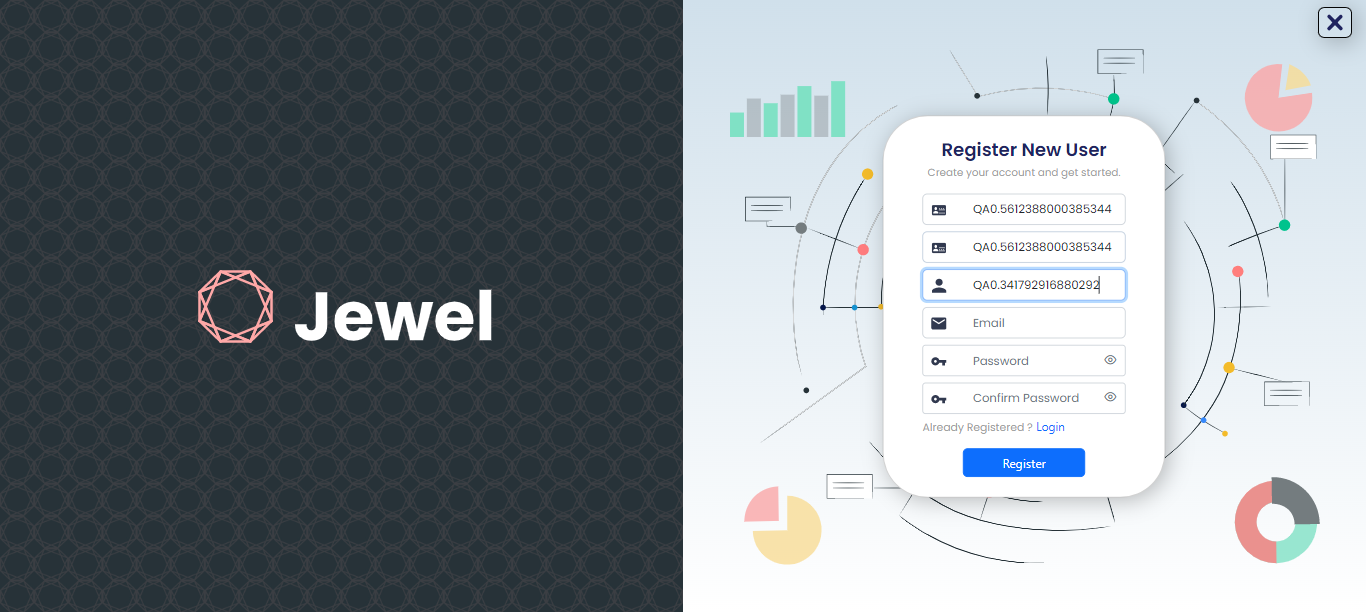 Jewel
Register New User
Create your account and get started.
QA0.5612388000385344
QA0.5612388000385344
QA0.341792916880292
Email
Password
Confirm Password
Already Registered ? Login
Register